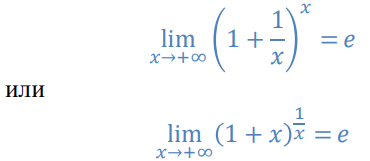 lim x→+∞ (1 + 1/x)^x = e
или
lim x→+∞ (1 + x)^(1/x) = e